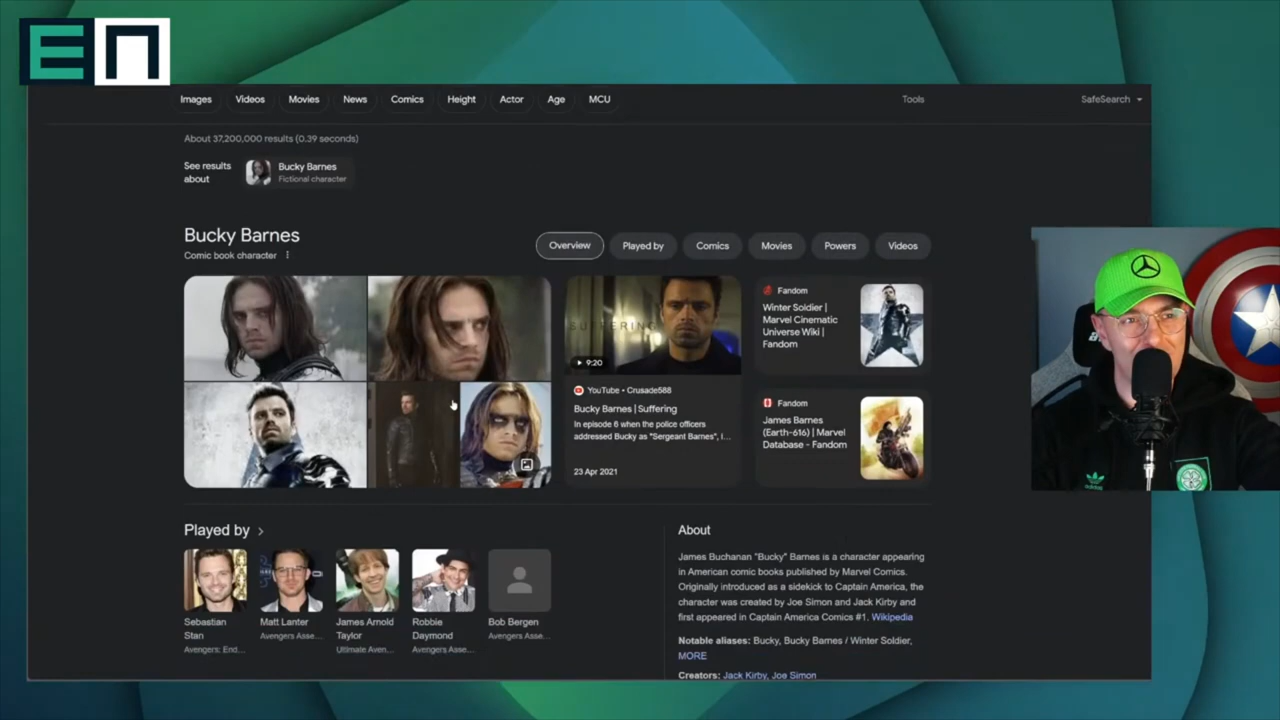 EN
Images Videos Movies News Comics Height Actor Age MCU Tools SafeSearch
About 37,200,000 results (0.39 seconds)
See results
about
Bucky Barnes
Fictional character
Bucky Barnes
Comic book character
Overview Played by Comics Movies Powers Videos
SUFFERING
9:20
YouTube • Crusade588
Bucky Barnes | Suffering
In episode 6 when the police officers
addressed Bucky as "Sergeant Barnes", i...
23 Apr 2021
Fandom
Winter Soldier |
Marvel Cinematic
Universe Wiki |
Fandom
Fandom
James Barnes
(Earth-616) | Marvel
Database - Fandom
Played by
Sebastian
Stan
Avengers: End...
Matt Lanter
Avengers Asse...
James Arnold
Taylor
Ultimate Aven...
Robbie
Daymond
Avengers Asse...
Bob Bergen
Avengers Asse...
About
James Buchanan "Bucky" Barnes is a character appearing
in American comic books published by Marvel Comics.
Originally introduced as a sidekick to Captain America, the
character was created by Joe Simon and Jack Kirby and
first appeared in Captain America Comics #1. Wikipedia
Notable aliases: Bucky, Bucky Barnes / Winter Soldier,
MORE
Creators: Jack Kirby, Joe Simon
adidas